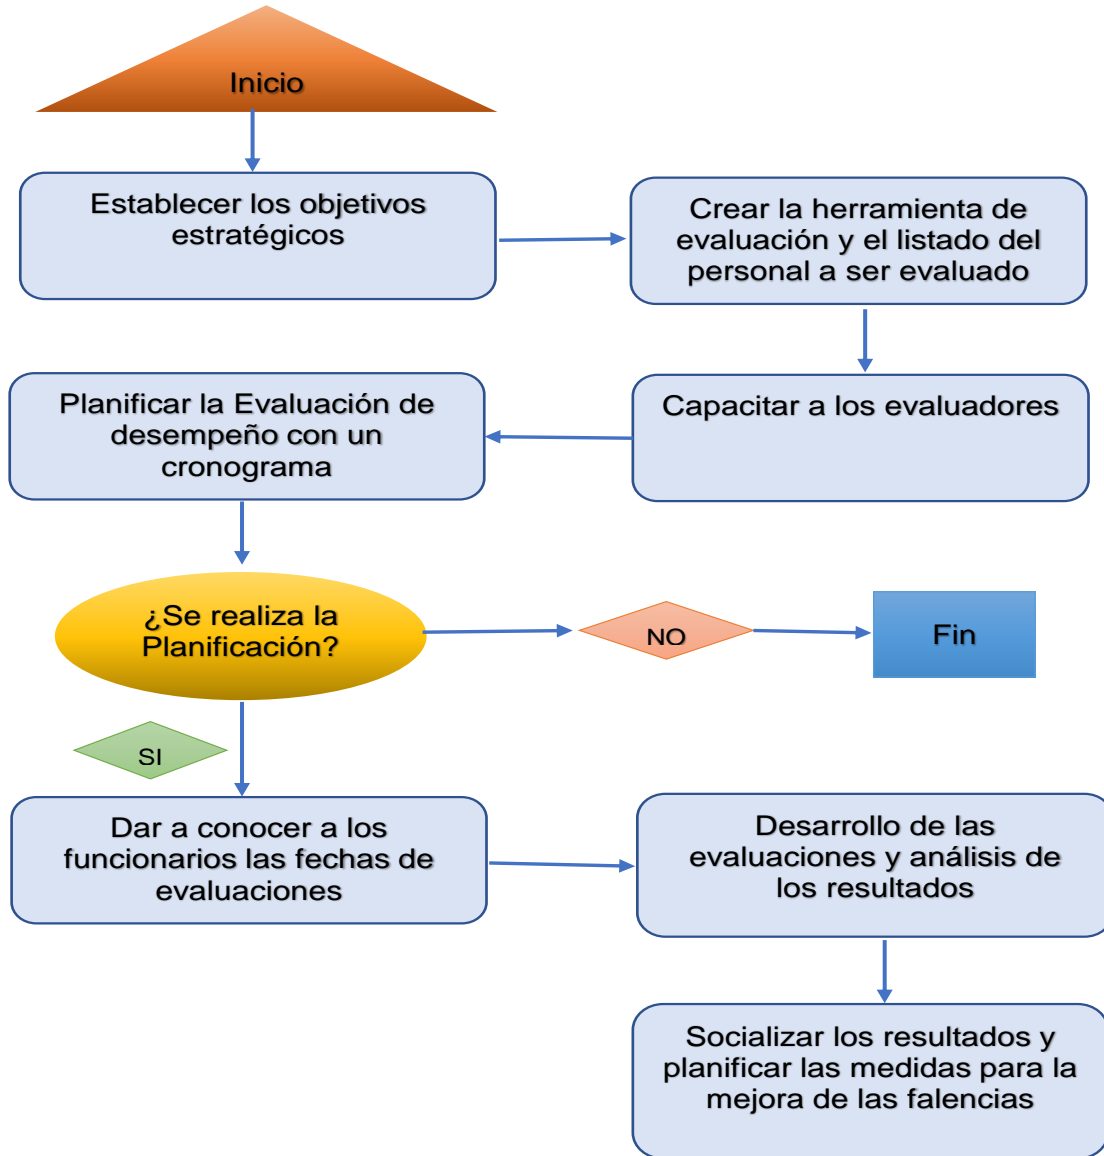 Inicio
Establecer los objetivos
estratégicos
Crear la herramienta de
evaluación y el listado del
personal a ser evaluado
Capacitar a los evaluadores
Planificar la Evaluación de
desempeño con un
cronograma
¿Se realiza la
Planificación?
NO
Fin
SI
Dar a conocer a los
funcionarios las fechas de
evaluaciones
Desarrollo de las
evaluaciones y análisis de
los resultados
Socializar los resultados y
planificar las medidas para la
mejora de las falencias